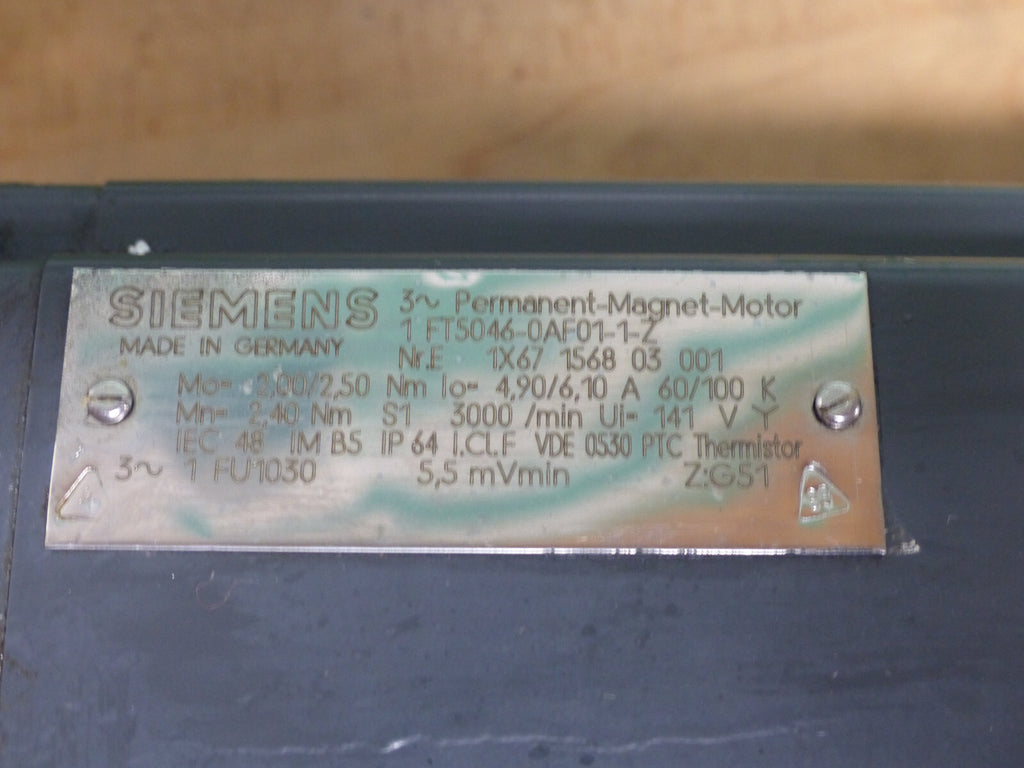 SIEMENS 3~ Permanent-Magnet-Motor
1 FT5046-0AF01-1-Z
MADE IN GERMANY
Nr.E 1X67 1568 03 001
Mo= 2,00/2,50 Nm Io= 4,90/6,10 A 60/100 K
Mn= 2,40 Nm S1 3000 /min Ui= 141 V Y
IEC 48 IM B5 IP 64 I.CI.F VDE 0530 PTC Thermistor
3~ 1 FU1030 5,5 mVmin Z:G51